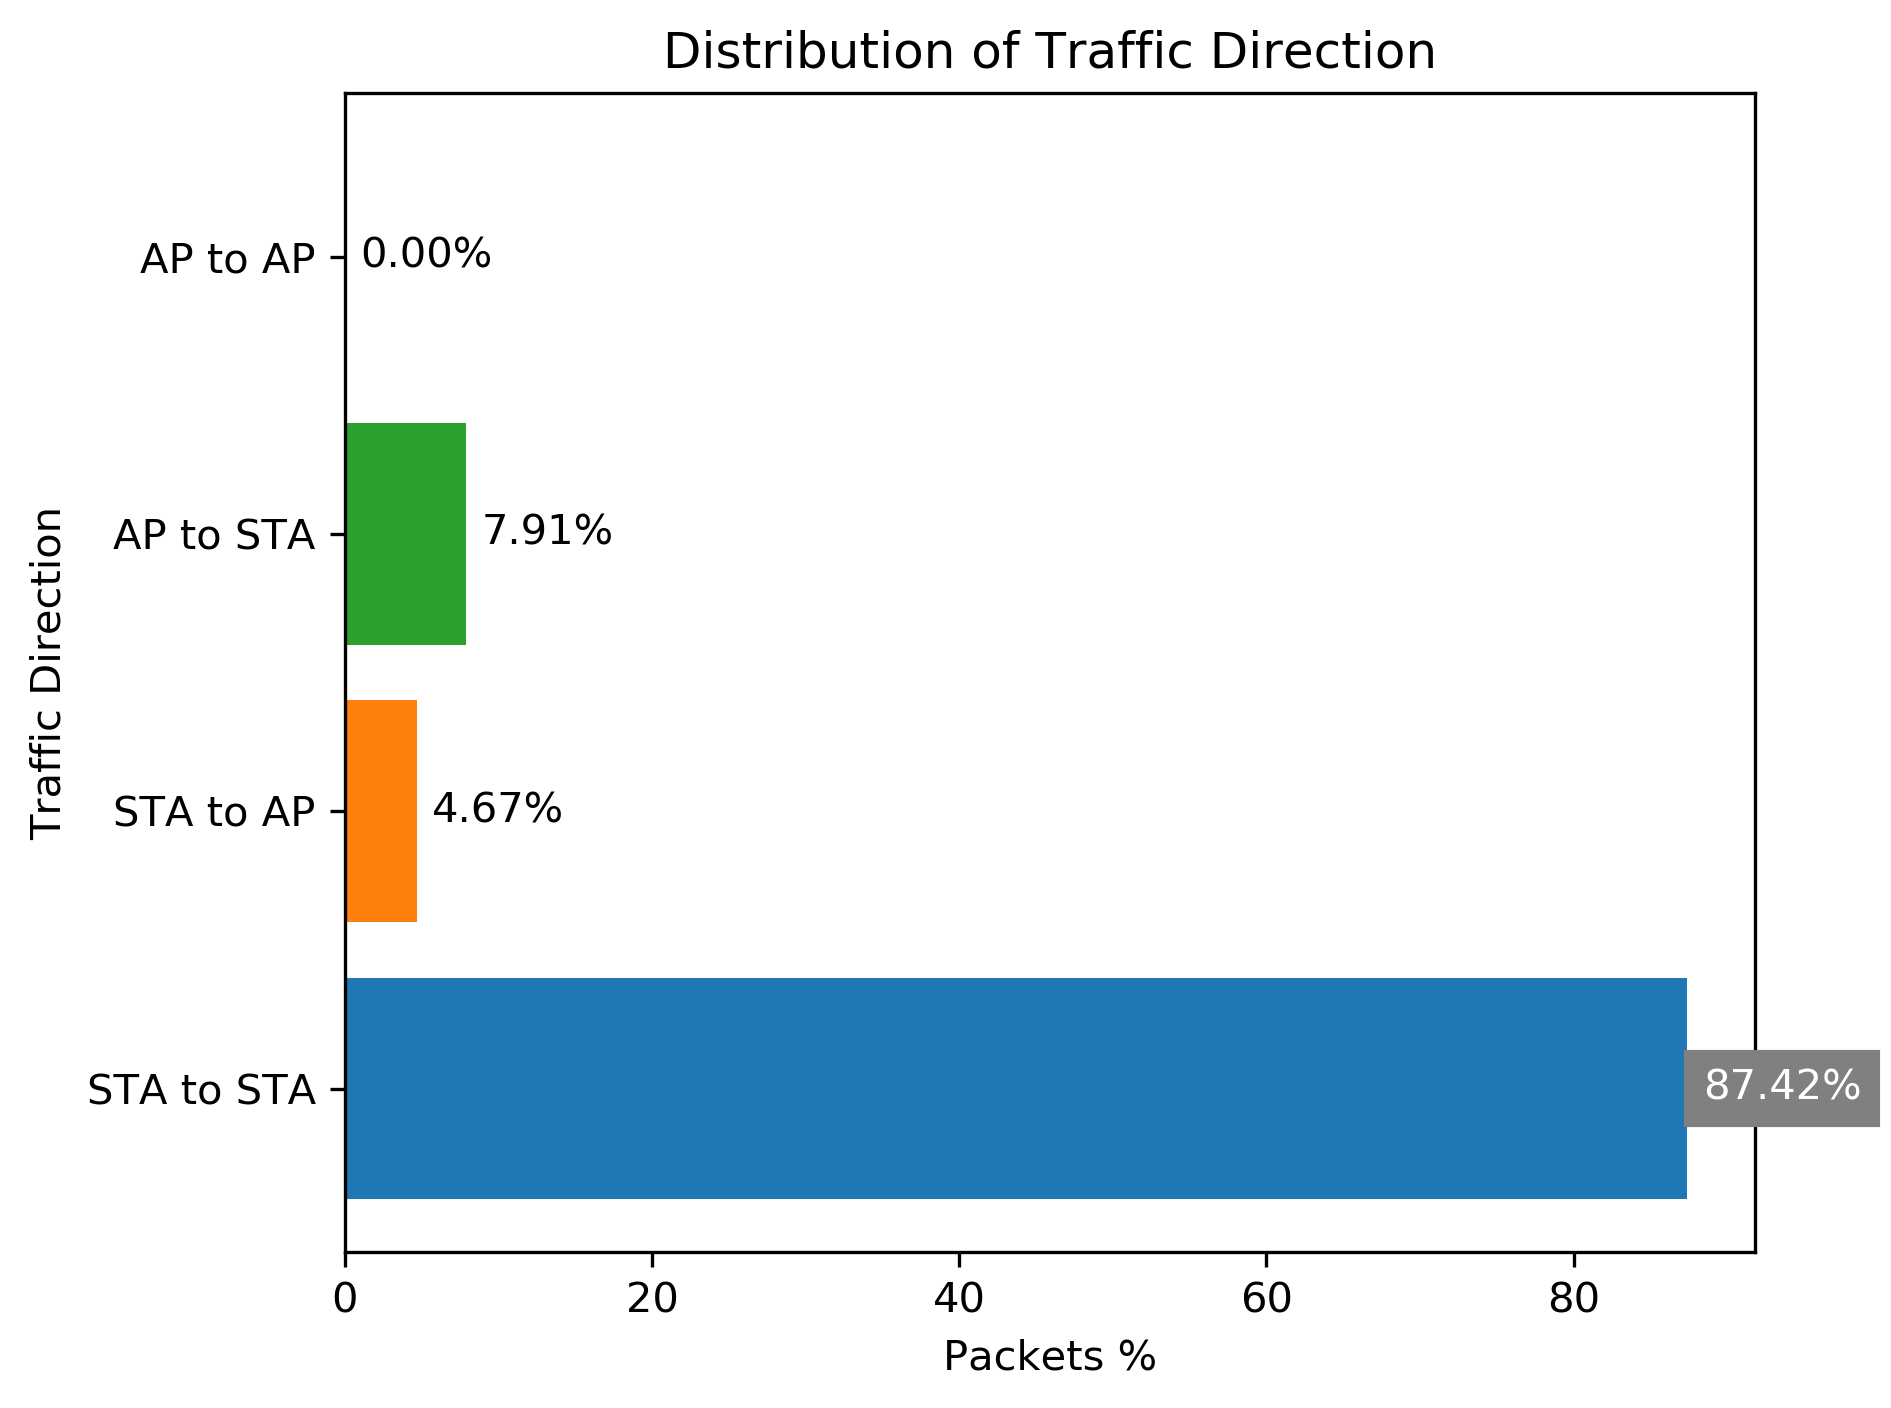 Distribution of Traffic Direction
AP to AP
0.00%
AP to STA
7.91%
STA to AP
4.67%
STA to STA
87.42%
0 20 40 60 80
Packets %
Traffic Direction